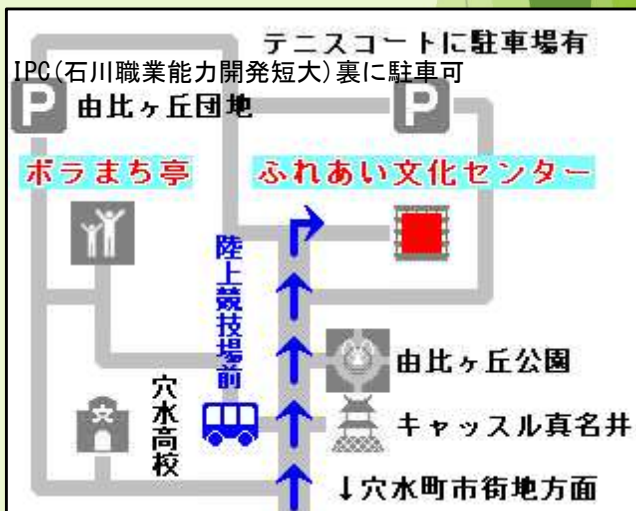 テニスコートに駐車場有
IPC(石川職業能力開発短大)裏に駐車可
P 由比ヶ丘団地 P
ボラまち亭 ふれあい文化センター
陸上競技場前
由比ヶ丘公園
穴水高校
文
キャッスル真名井
↓穴水町市街地方面